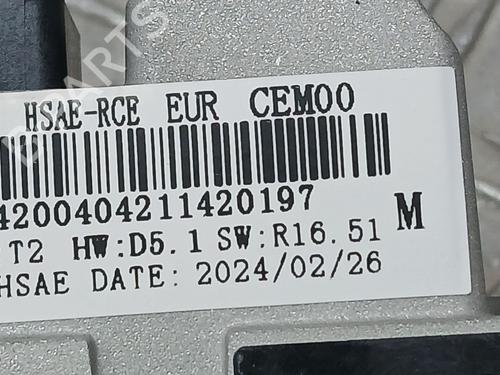 HSAE-RCE EUR CEM00
4200404211420197
M
T2 HW:D5.1 SW:R16.51
HSAE DATE: 2024/02/26